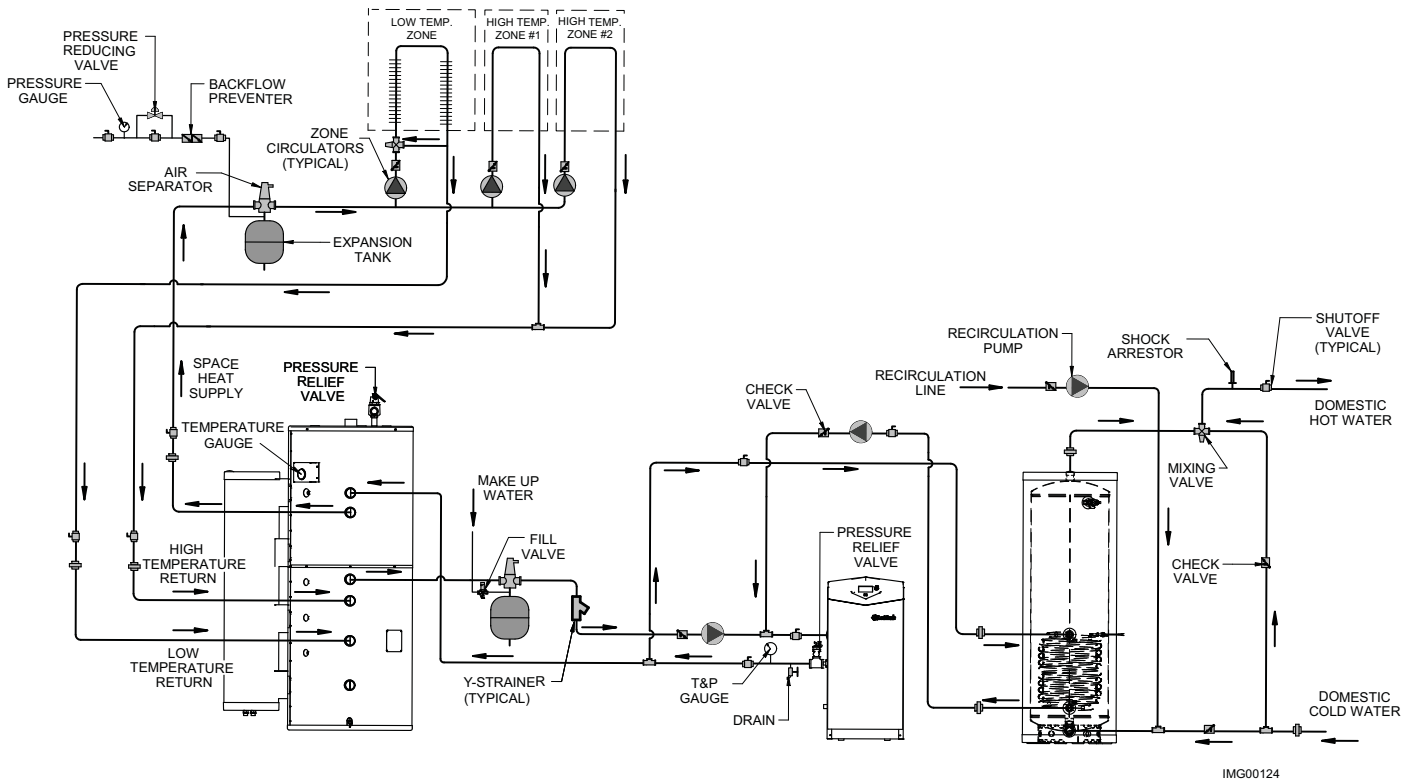 LOW TEMP.
ZONE
HIGH TEMP.
ZONE #1
HIGH TEMP.
ZONE #2
PRESSURE
REDUCING
VALVE
PRESSURE
GAUGE
BACKFLOW
PREVENTER
ZONE
CIRCULATORS
(TYPICAL)
AIR
SEPARATOR
EXPANSION
TANK
SPACE
HEAT
SUPPLY
PRESSURE
RELIEF
VALVE
TEMPERATURE
GAUGE
HIGH
TEMPERATURE
RETURN
LOW
TEMPERATURE
RETURN
MAKE UP
WATER
FILL
VALVE
Y-STRAINER
(TYPICAL)
CHECK
VALVE
T&P
GAUGE
DRAIN
PRESSURE
RELIEF
VALVE
RECIRCULATION
PUMP
RECIRCULATION
LINE
SHOCK
ARRESTOR
SHUTOFF
VALVE
(TYPICAL)
DOMESTIC
HOT WATER
MIXING
VALVE
CHECK
VALVE
DOMESTIC
COLD WATER
IMG00124